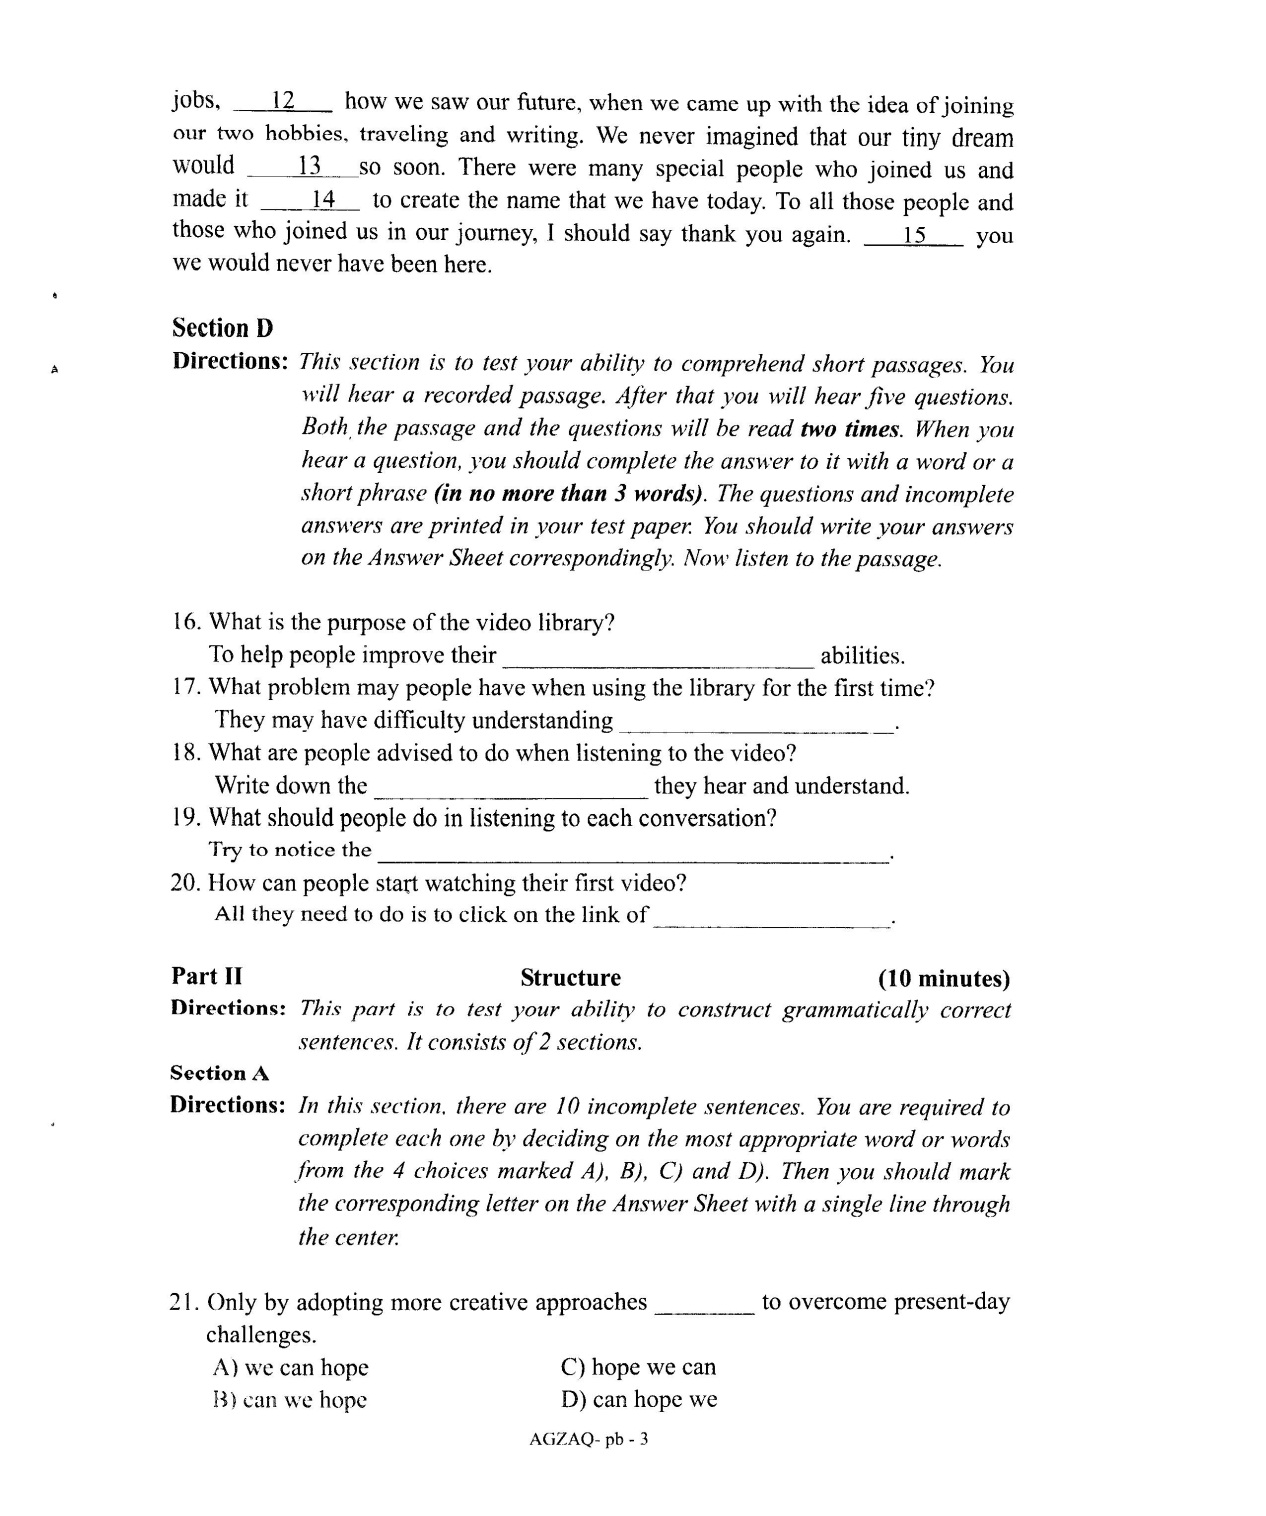 jobs, ___12___ how we saw our future, when we came up with the idea of joining
our two hobbies, traveling and writing. We never imagined that our tiny dream
would ____13___so soon. There were many special people who joined us and
made it ____14__ to create the name that we have today. To all those people and
those who joined us in our journey, I should say thank you again. ___15___ you
we would never have been here.
Section D
Directions: This section is to test your ability to comprehend short passages. You
will hear a recorded passage. After that you will hear five questions.
Both the passage and the questions will be read two times. When you
hear a question, you should complete the answer to it with a word or a
short phrase (in no more than 3 words). The questions and incomplete
answers are printed in your test paper. You should write your answers
on the Answer Sheet correspondingly. Now listen to the passage.
16. What is the purpose of the video library?
To help people improve their ________________________ abilities.
17. What problem may people have when using the library for the first time?
They may have difficulty understanding _____________________.
18. What are people advised to do when listening to the video?
Write down the _____________________ they hear and understand.
19. What should people do in listening to each conversation?
Try to notice the ________________________________________.
20. How can people start watching their first video?
All they need to do is to click on the link of ___________________.
Part II Structure (10 minutes)
Directions: This part is to test your ability to construct grammatically correct
sentences. It consists of 2 sections.
Section A
Directions: In this section, there are 10 incomplete sentences. You are required to
complete each one by deciding on the most appropriate word or words
from the 4 choices marked A), B), C) and D). Then you should mark
the corresponding letter on the Answer Sheet with a single line through
the center.
21. Only by adopting more creative approaches ________ to overcome present-day
challenges.
A) we can hope C) hope we can
B) can we hope D) can hope we
AGZAQ- pb - 3